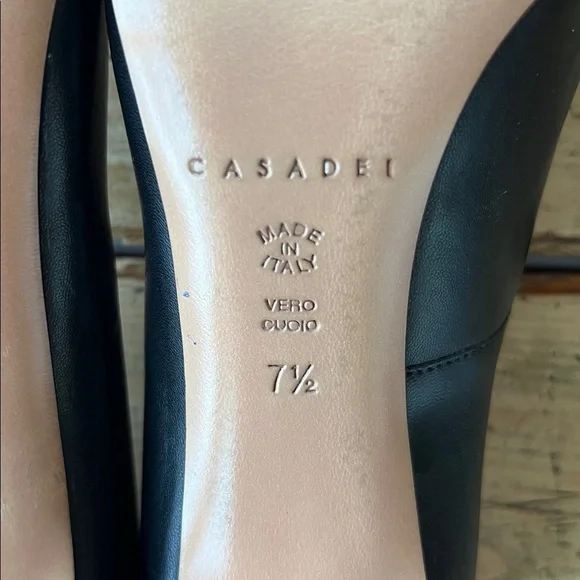 CASADEI
MADE
IN
ITALY
VERO
CUOIO
7½